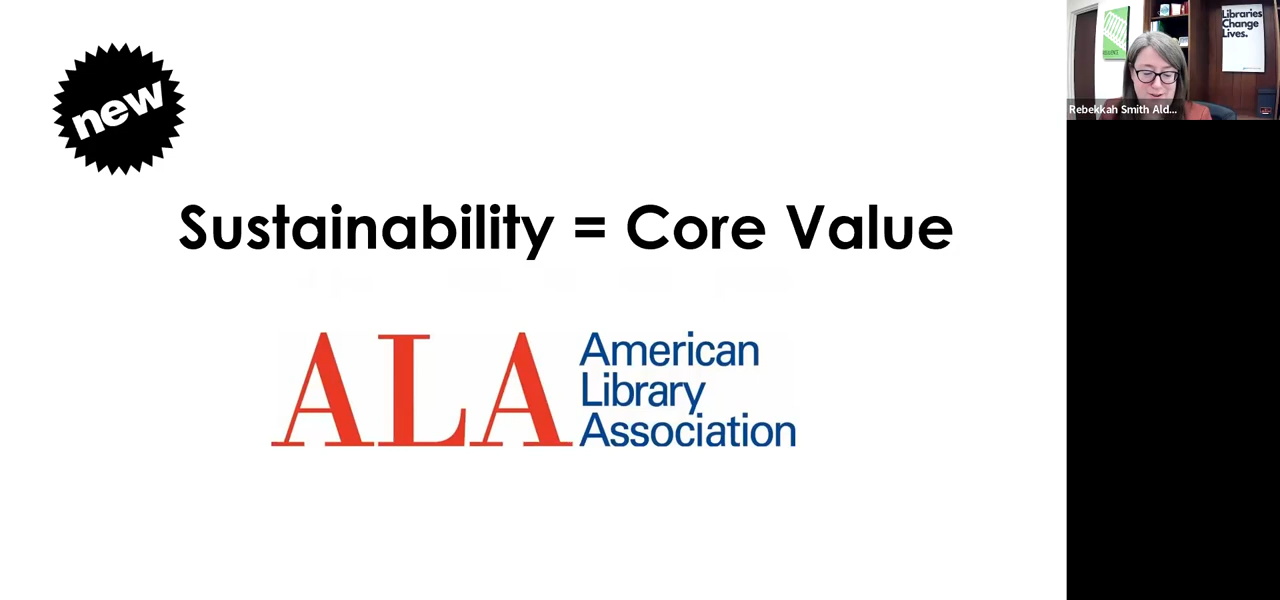 new
Sustainability = Core Value
ALA
American
Library
Association
Libraries
Change
Lives.
Rebekkah Smith Ald...